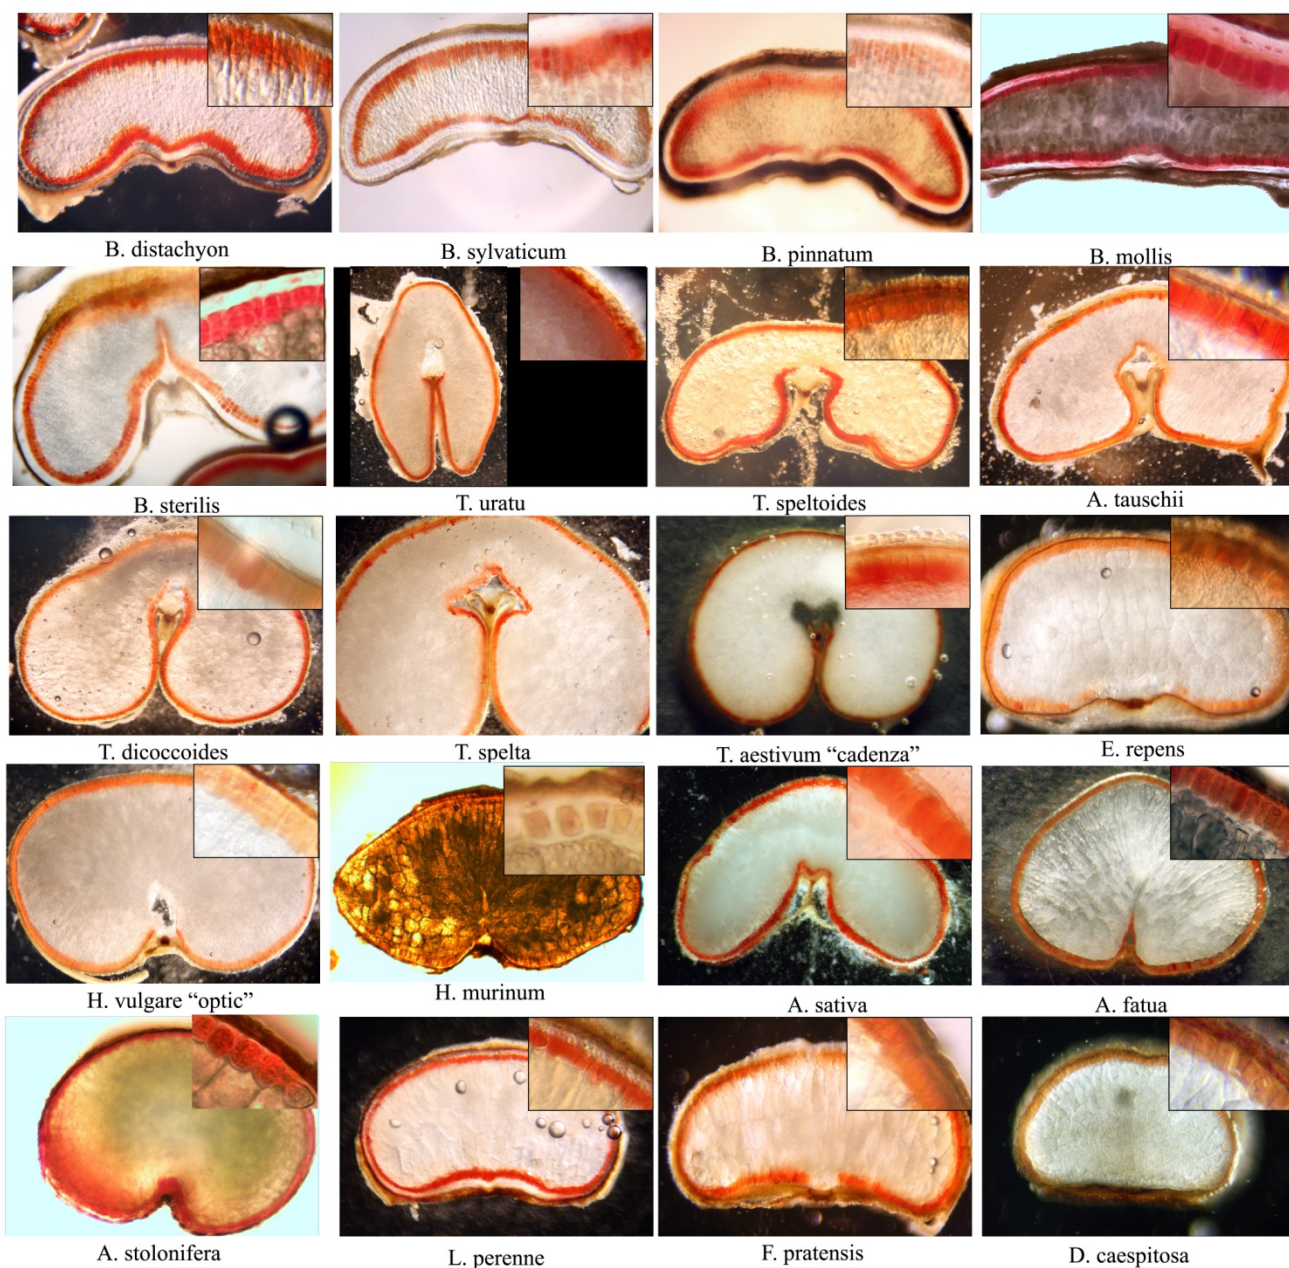 B. distachyon
B. sylvaticum
B. pinnatum
B. mollis
B. sterilis
T. uratu
T. speltoides
A. tauschii
T. dicoccoides
T. spelta
T. aestivum “cadenza”
E. repens
H. vulgare “optic”
H. murinum
A. sativa
A. fatua
A. stolonifera
L. perenne
F. pratensis
D. caespitosa